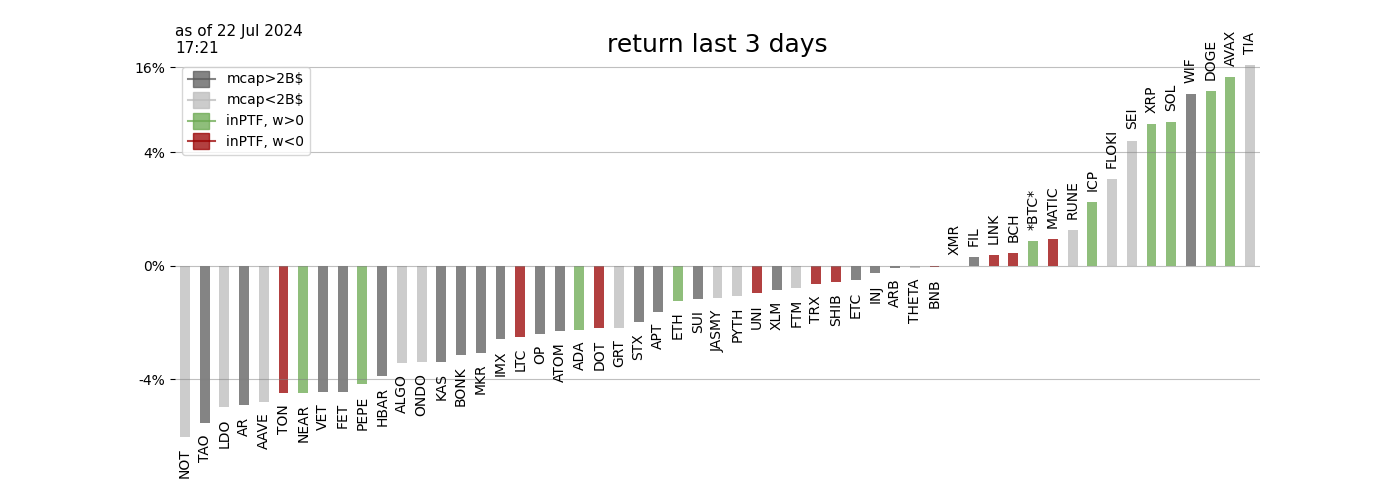 as of 22 Jul 2024
17:21
return last 3 days
16%
4%
0%
-4%
mcap>2B$
mcap<2B$
inPTF, w>0
inPTF, w<0
NOT
TAO
LDO
AR
AAVE
TON
NEAR
VET
FET
PEPE
HBAR
ALGO
ONDO
KAS
BONK
MKR
IMX
LTC
OP
ATOM
ADA
DOT
GRT
STX
APT
ETH
SUI
JASMY
PYTH
UNI
XLM
FTM
TRX
SHIB
ETC
INJ
ARB
THETA
BNB
XMR
FIL
LINK
BCH
*BTC*
MATIC
RUNE
ICP
FLOKI
SEI
XRP
SOL
WIF
DOGE
AVAX
TIA